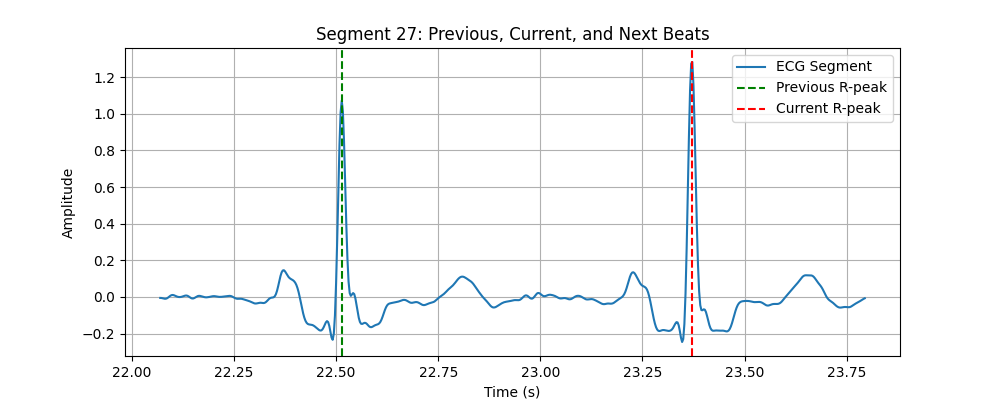 Segment 27: Previous, Current, and Next Beats
ECG Segment
Previous R-peak
Current R-peak
Amplitude
1.2
1.0
0.8
0.6
0.4
0.2
0.0
−0.2
22.00 22.25 22.50 22.75 23.00 23.25 23.50 23.75
Time (s)